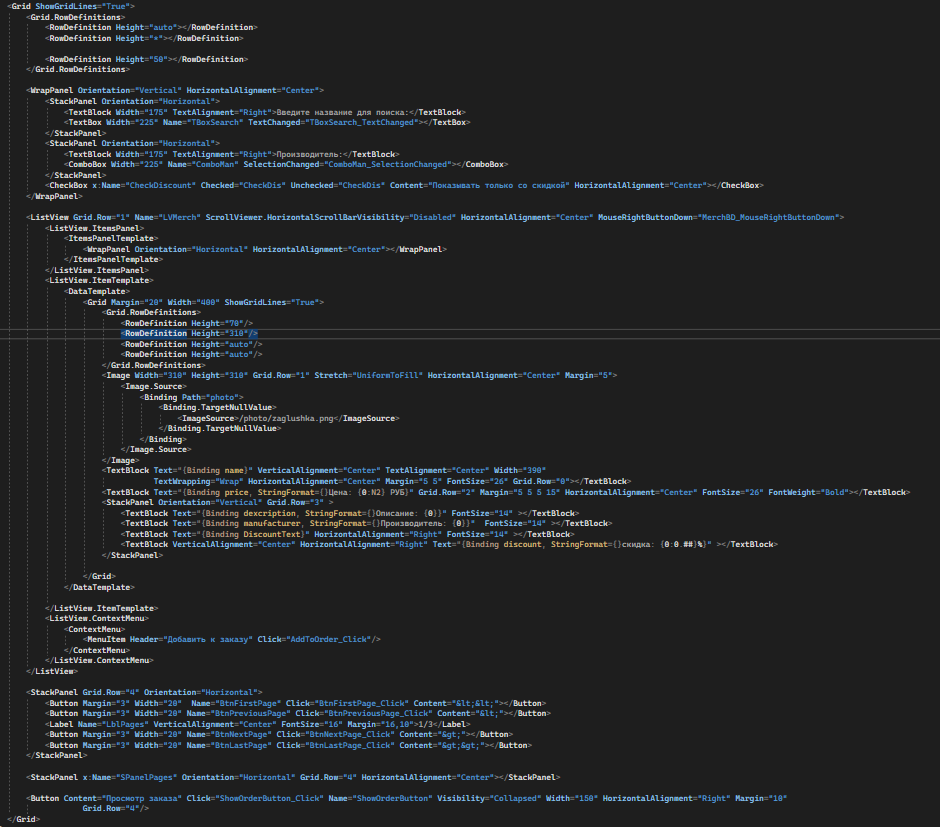 <Grid ShowGridLines="True">
<Grid.RowDefinitions>
<RowDefinition Height="auto"></RowDefinition>
<RowDefinition Height="*"></RowDefinition>
<RowDefinition Height="50"></RowDefinition>
</Grid.RowDefinitions>
<WrapPanel Orientation="Vertical" HorizontalAlignment="Center">
<StackPanel Orientation="Horizontal">
<TextBlock Width="175" TextAlignment="Right">Введите название для поиска:</TextBlock>
<TextBox Width="225" Name="TBoxSearch" TextChanged="TBoxSearch_TextChanged"></TextBox>
</StackPanel>
<StackPanel Orientation="Horizontal">
<TextBlock Width="175" TextAlignment="Right">Производитель:</TextBlock>
<ComboBox Width="225" Name="ComboMan" SelectionChanged="ComboMan_SelectionChanged"></ComboBox>
</StackPanel>
<CheckBox x:Name="CheckDiscount" Checked="CheckDis" Unchecked="CheckDis" Content="Показывать только со скидкой" HorizontalAlignment="Center"></CheckBox>
</WrapPanel>
<ListView Grid.Row="1" Name="LVMerch" ScrollViewer.HorizontalScrollBarVisibility="Disabled" HorizontalAlignment="Center" MouseRightButtonDown="MerchBD_MouseRightButtonDown">
<ListView.ItemsPanel>
<ItemsPanelTemplate>
<WrapPanel Orientation="Horizontal" HorizontalAlignment="Center"></WrapPanel>
</ItemsPanelTemplate>
</ListView.ItemsPanel>
<ListView.ItemTemplate>
<DataTemplate>
<Grid Margin="20" Width="400" ShowGridLines="True">
<Grid.RowDefinitions>
<RowDefinition Height="70"/>
<RowDefinition Height="310"/>
<RowDefinition Height="auto"/>
<RowDefinition Height="auto"/>
</Grid.RowDefinitions>
<Image Width="310" Height="310" Grid.Row="1" Stretch="UniformToFill" HorizontalAlignment="Center" Margin="5">
<Image.Source>
<Binding Path="photo">
<Binding.TargetNullValue>
<ImageSource>/photo/zaglushka.png</ImageSource>
</Binding.TargetNullValue>
</Binding>
</Image.Source>
</Image>
<TextBlock Text="{Binding name}" VerticalAlignment="Center" TextAlignment="Center" Width="390"
TextWrapping="Wrap" HorizontalAlignment="Center" Margin="5 5" FontSize="26" Grid.Row="0"></TextBlock>
<TextBlock Text="{Binding price, StringFormat={}Цена: {0:N2} РУБ}" Grid.Row="2" Margin="5 5 5 15" HorizontalAlignment="Center" FontSize="26" FontWeight="Bold"></TextBlock>
<StackPanel Orientation="Vertical" Grid.Row="3" >
<TextBlock Text="{Binding dexcription, StringFormat={}Описание: {0}}" FontSize="14" ></TextBlock>
<TextBlock Text="{Binding manufacturer, StringFormat={}Производитель: {0}}"  FontSize="14" ></TextBlock>
<TextBlock Text="{Binding DiscountText}" HorizontalAlignment="Right" FontSize="14" ></TextBlock>
<TextBlock VerticalAlignment="Center" HorizontalAlignment="Right" Text="{Binding discount, StringFormat={}скидка: {0:0.##}%}" ></TextBlock>
</StackPanel>
</Grid>
</DataTemplate>
</ListView.ItemTemplate>
<ListView.ContextMenu>
<ContextMenu>
<MenuItem Header="Добавить к заказу" Click="AddToOrder_Click"/>
</ContextMenu>
</ListView.ContextMenu>
</ListView>
<StackPanel Grid.Row="4" Orientation="Horizontal">
<Button Margin="3" Width="20"  Name="BtnFirstPage" Click="BtnFirstPage_Click" Content="&lt;&lt;"></Button>
<Button Margin="3" Width="20" Name="BtnPreviousPage" Click="BtnPreviousPage_Click" Content="&lt;"></Button>
<Label Name="LblPages" VerticalAlignment="Center" FontSize="16" Margin="16,10">1/3</Label>
<Button Margin="3" Width="20" Name="BtnNextPage" Click="BtnNextPage_Click" Content="&gt;"></Button>
<Button Margin="3" Width="20" Name="BtnLastPage" Click="BtnLastPage_Click" Content="&gt;&gt;"></Button>
</StackPanel>
<StackPanel x:Name="SPanelPages" Orientation="Horizontal" Grid.Row="4" HorizontalAlignment="Center"></StackPanel>
<Button Content="Просмотр заказа" Click="ShowOrderButton_Click" Name="ShowOrderButton" Visibility="Collapsed" Width="150" HorizontalAlignment="Right" Margin="10"
Grid.Row="4"/>
</Grid>